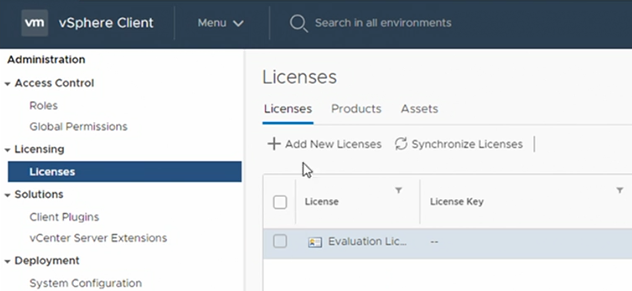 vm vSphere Client Menu Search in all environments
Administration
Access Control
Roles
Global Permissions
Licensing
Licenses
Solutions
Client Plugins
vCenter Server Extensions
Deployment
System Configuration
Licenses
Licenses Products Assets
Add New Licenses Synchronize Licenses
License License Key
Evaluation Lic... --